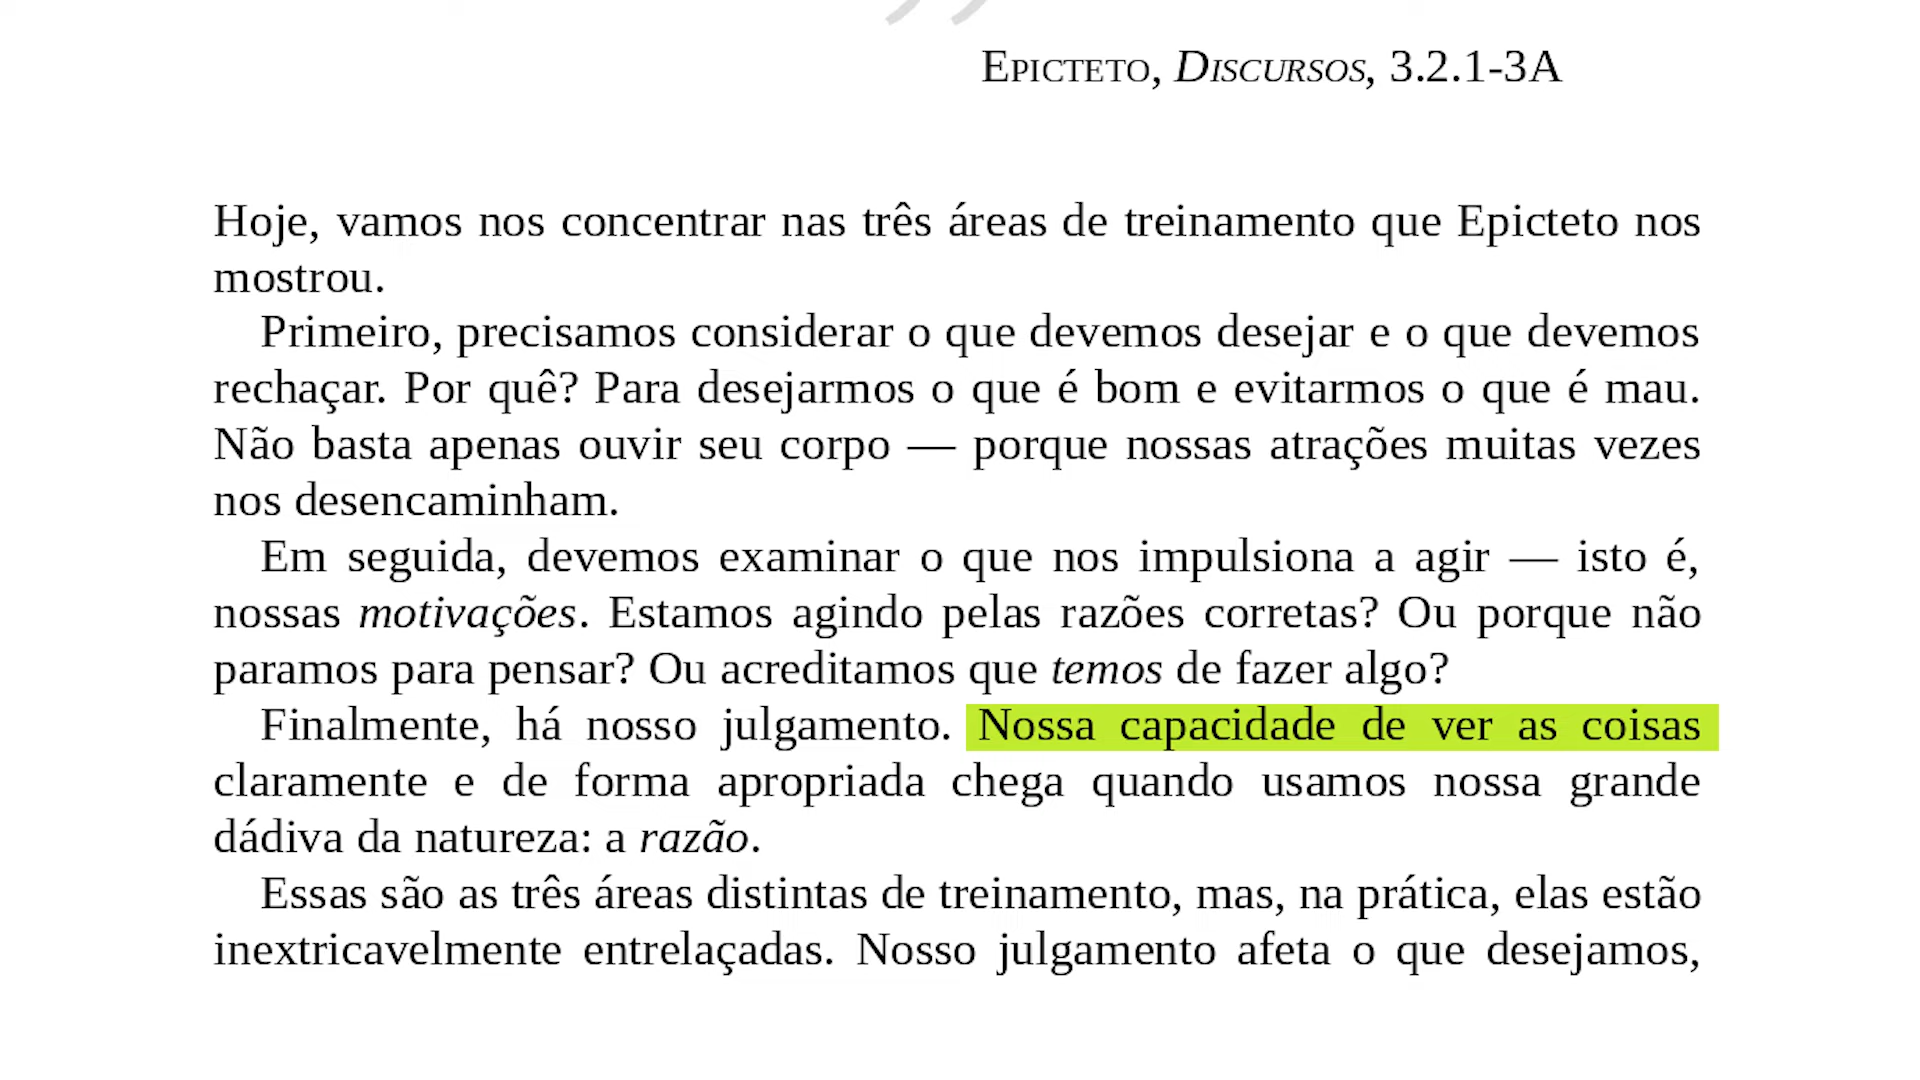 Epicteto, Discursos, 3.2.1-3A
Hoje, vamos nos concentrar nas três áreas de treinamento que Epicteto nos
mostrou.
Primeiro, precisamos considerar o que devemos desejar e o que devemos
rechaçar. Por quê? Para desejarmos o que é bom e evitarmos o que é mau.
Não basta apenas ouvir seu corpo — porque nossas atrações muitas vezes
nos desencaminham.
Em seguida, devemos examinar o que nos impulsiona a agir — isto é,
nossas motivações. Estamos agindo pelas razões corretas? Ou porque não
paramos para pensar? Ou acreditamos que temos de fazer algo?
Finalmente, há nosso julgamento. Nossa capacidade de ver as coisas
claramente e de forma apropriada chega quando usamos nossa grande
dádiva da natureza: a razão.
Essas são as três áreas distintas de treinamento, mas, na prática, elas estão
inextricavelmente entrelaçadas. Nosso julgamento afeta o que desejamos,